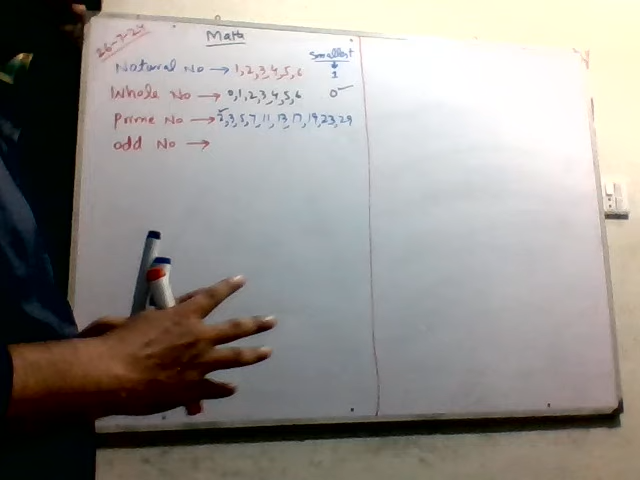 26-7-24
Math
Smallest
Natural No → 1, 2, 3, 4, 5, 6
1
Whole No → 0, 1, 2, 3, 4, 5, 6
0
Prime No → 2, 3, 5, 7, 11, 13, 17, 19, 23, 29
odd No →